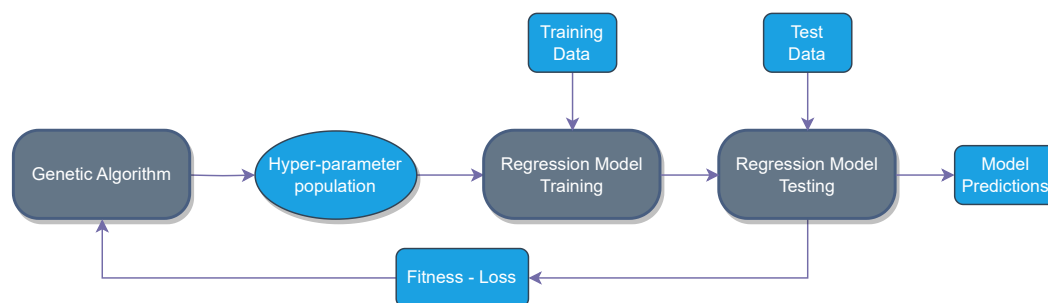 Training
Data
Test
Data
Genetic Algorithm
Hyper-parameter
population
Regression Model
Training
Regression Model
Testing
Model
Predictions
Fitness - Loss